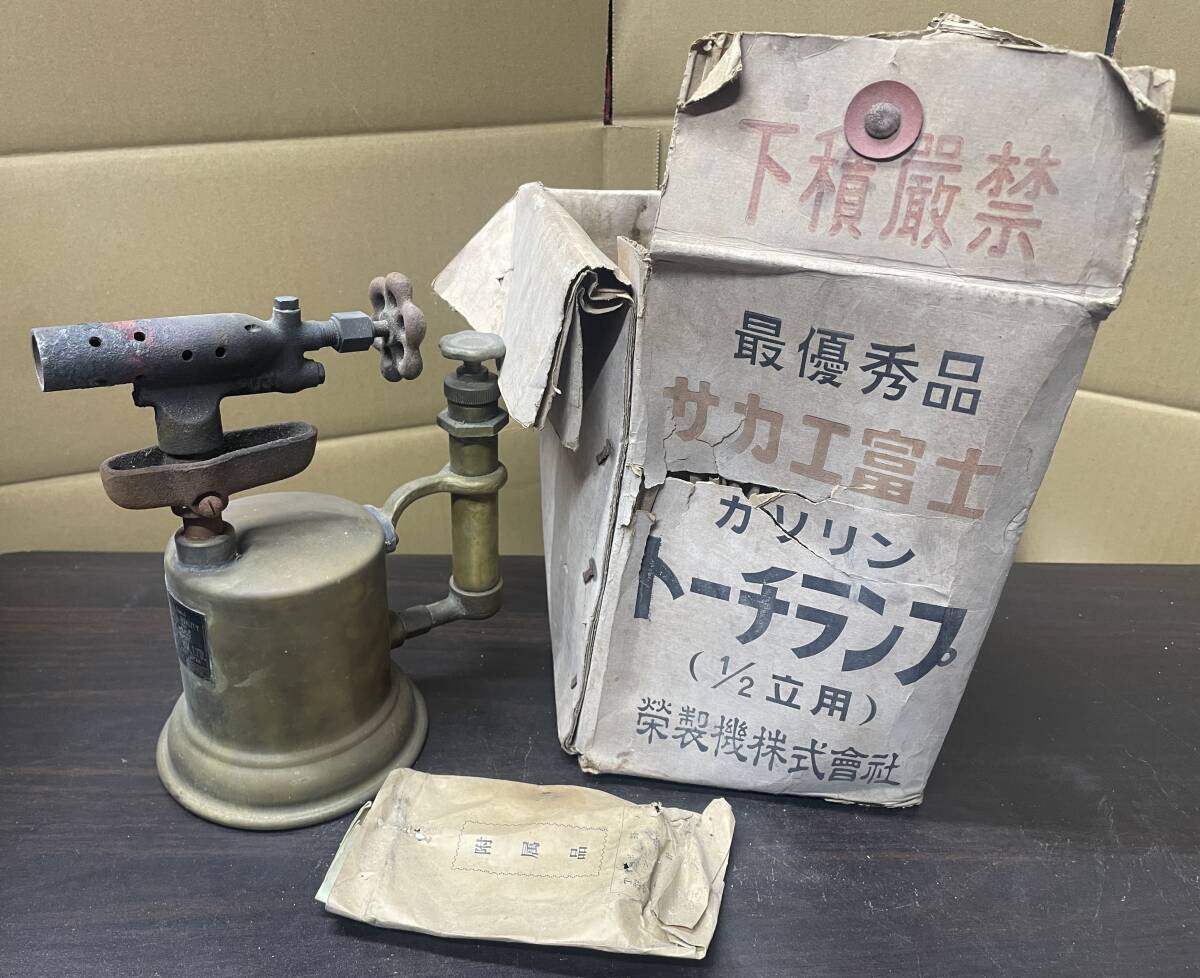 下積嚴禁
最優秀品
サカエ富士
ガソリン
トーチランプ
(1/2立用)
榮製機株式會社
附属品